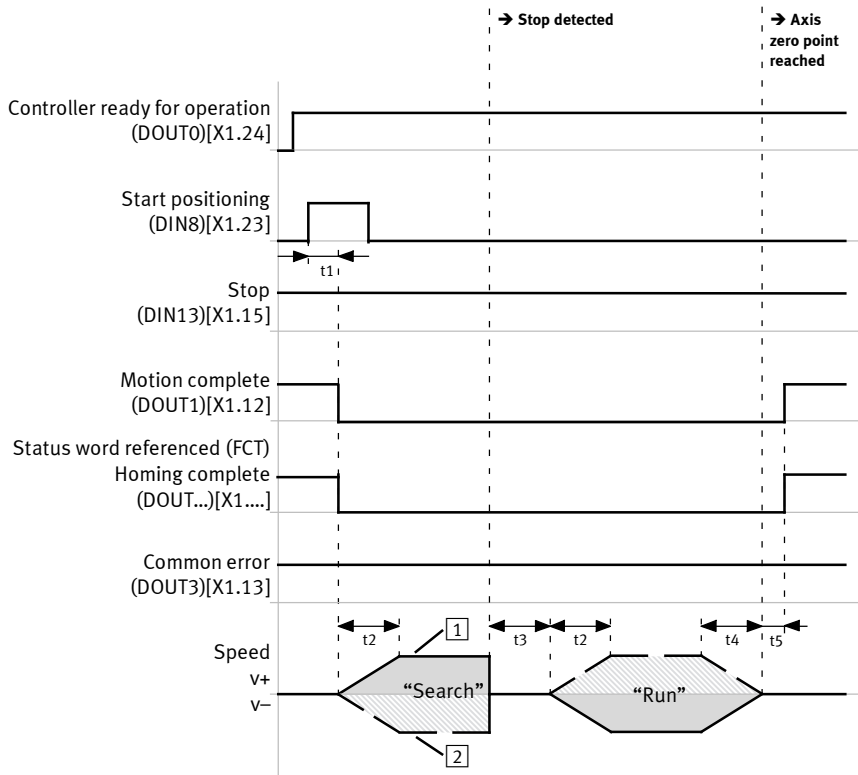 ➔ Stop detected
➔ Axis
zero point
reached
Controller ready for operation
(DOUT0)[X1.24]
Start positioning
(DIN8)[X1.23]
t1
Stop
(DIN13)[X1.15]
Motion complete
(DOUT1)[X1.12]
Status word referenced (FCT)
Homing complete
(DOUT...)[X1....]
Common error
(DOUT3)[X1.13]
t2 1 t3 t2 t4 t5
Speed
v+
v–
“Search” “Run”
2